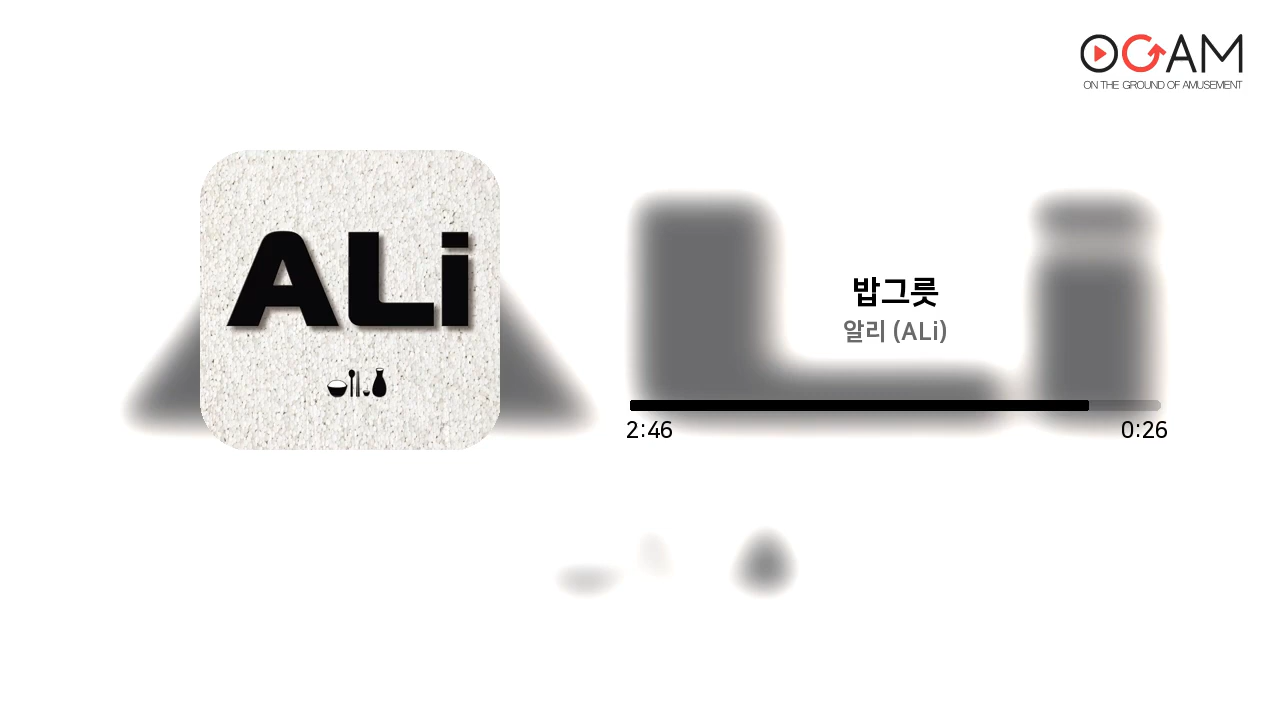 OGAM
ON THE GROUND OF AMUSEMENT
ALi
밥그릇
알리 (ALi)
2:46
0:26